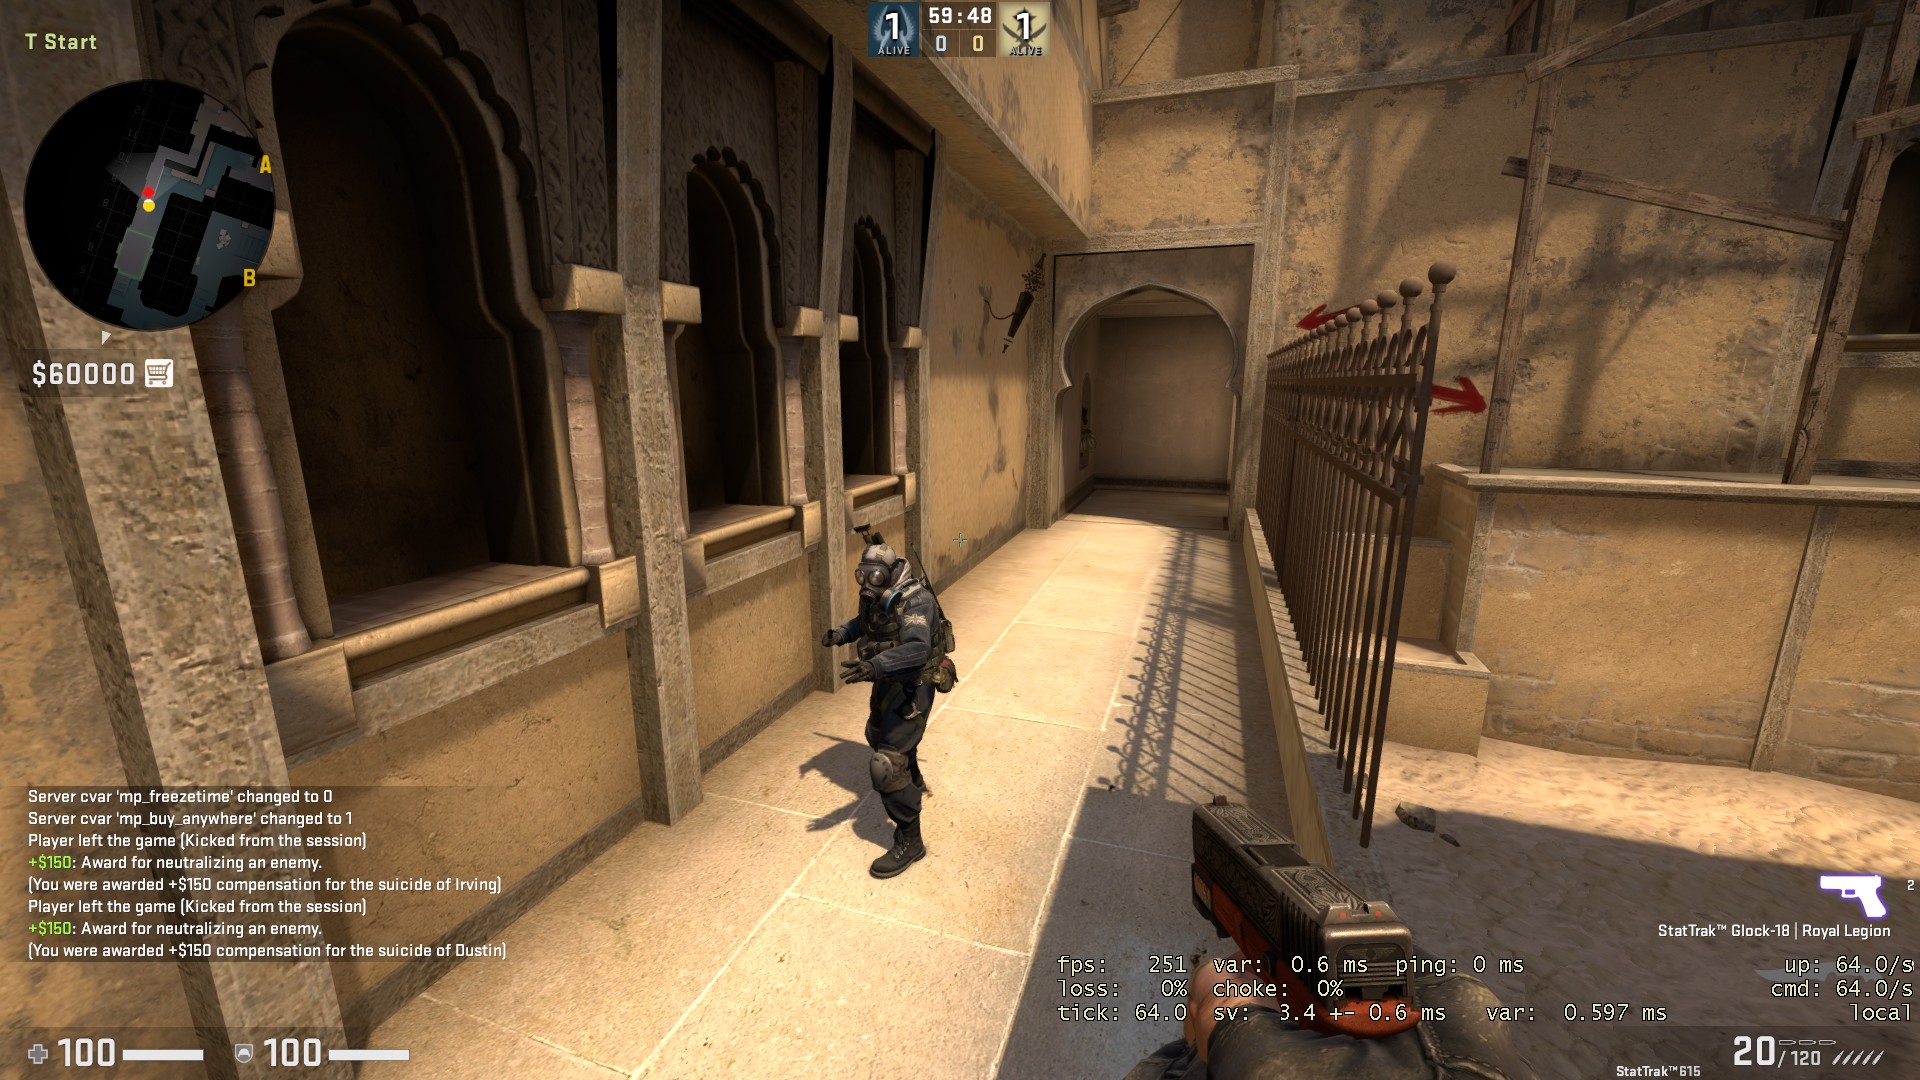 T Start
1
ALIVE
59:48
0 0
1
ALIVE
A
B
$60000
Server cvar 'mp_freezetime' changed to 0
Server cvar 'mp_buy_anywhere' changed to 1
Player left the game (Kicked from the session)
+$150: Award for neutralizing an enemy.
(You were awarded +$150 compensation for the suicide of Irving)
Player left the game (Kicked from the session)
+$150: Award for neutralizing an enemy.
(You were awarded +$150 compensation for the suicide of Dustin)
2
StatTrak™ Glock-18 | Royal Legion
fps: 251 var: 0.6 ms ping: 0 ms up: 64.0/s
loss: 0% choke: 0% cmd: 64.0/s
tick: 64.0 sv: 3.4 +- 0.6 ms var: 0.597 ms local
100 100
20/120
StatTrak™615